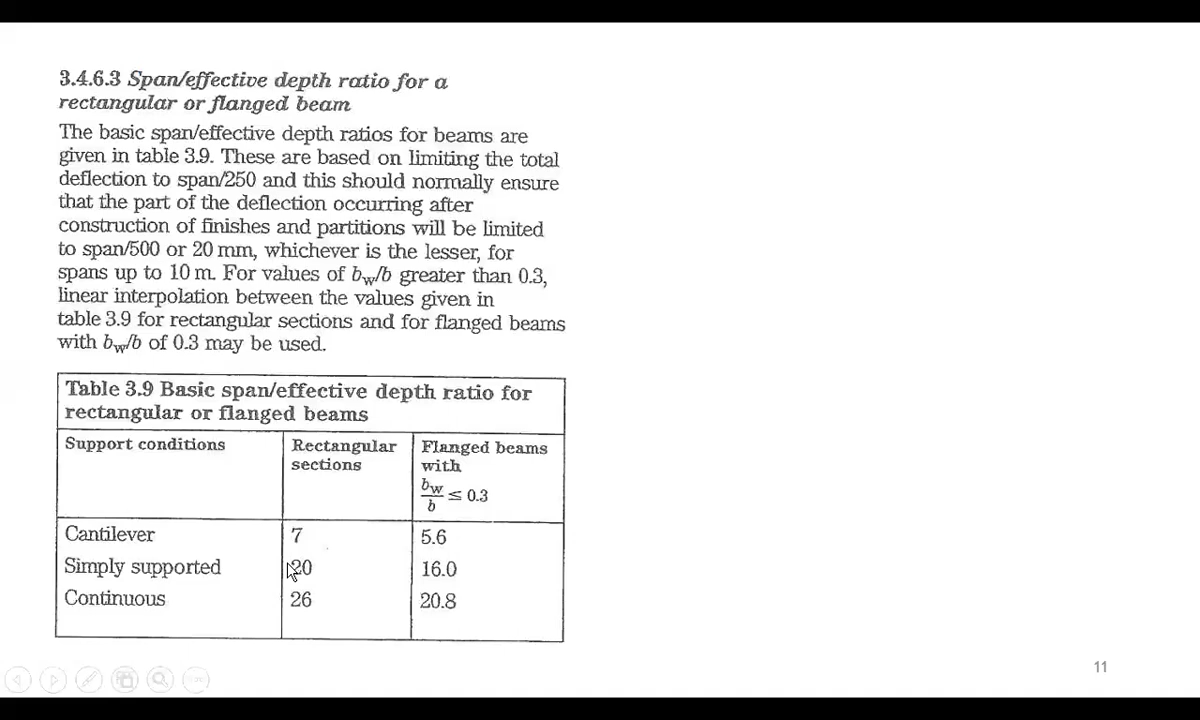 3.4.6.3 Span/effective depth ratio for a
rectangular or flanged beam
The basic span/effective depth ratios for beams are
given in table 3.9. These are based on limiting the total
deflection to span/250 and this should normally ensure
that the part of the deflection occurring after
construction of finishes and partitions will be limited
to span/500 or 20 mm, whichever is the lesser, for
spans up to 10 m. For values of bw/b greater than 0.3,
linear interpolation between the values given in
table 3.9 for rectangular sections and for flanged beams
with bw/b of 0.3 may be used.
Table 3.9 Basic span/effective depth ratio for
rectangular or flanged beams
Support conditions Rectangular sections Flanged beams with bw/b ≤ 0.3
Cantilever 7 5.6
Simply supported 20 16.0
Continuous 26 20.8
11